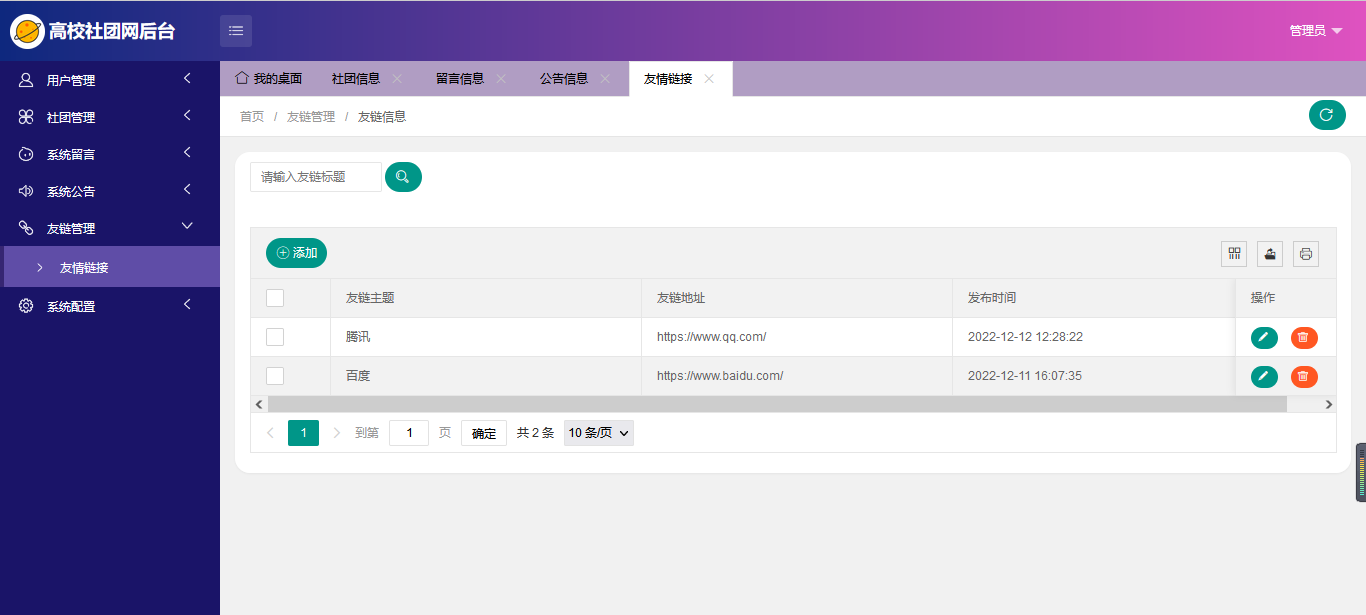 高校社团网后台
管理员
用户管理
社团管理
系统留言
系统公告
友链管理
友情链接
系统配置
我的桌面 社团信息 留言信息 公告信息 友情链接
首页 / 友链管理 / 友链信息
请输入友链标题
添加
友链主题 友链地址 发布时间 操作
腾讯 https://www.qq.com/ 2022-12-12 12:28:22
百度 https://www.baidu.com/ 2022-12-11 16:07:35
1 到第 1 页 确定 共 2 条 10 条/页